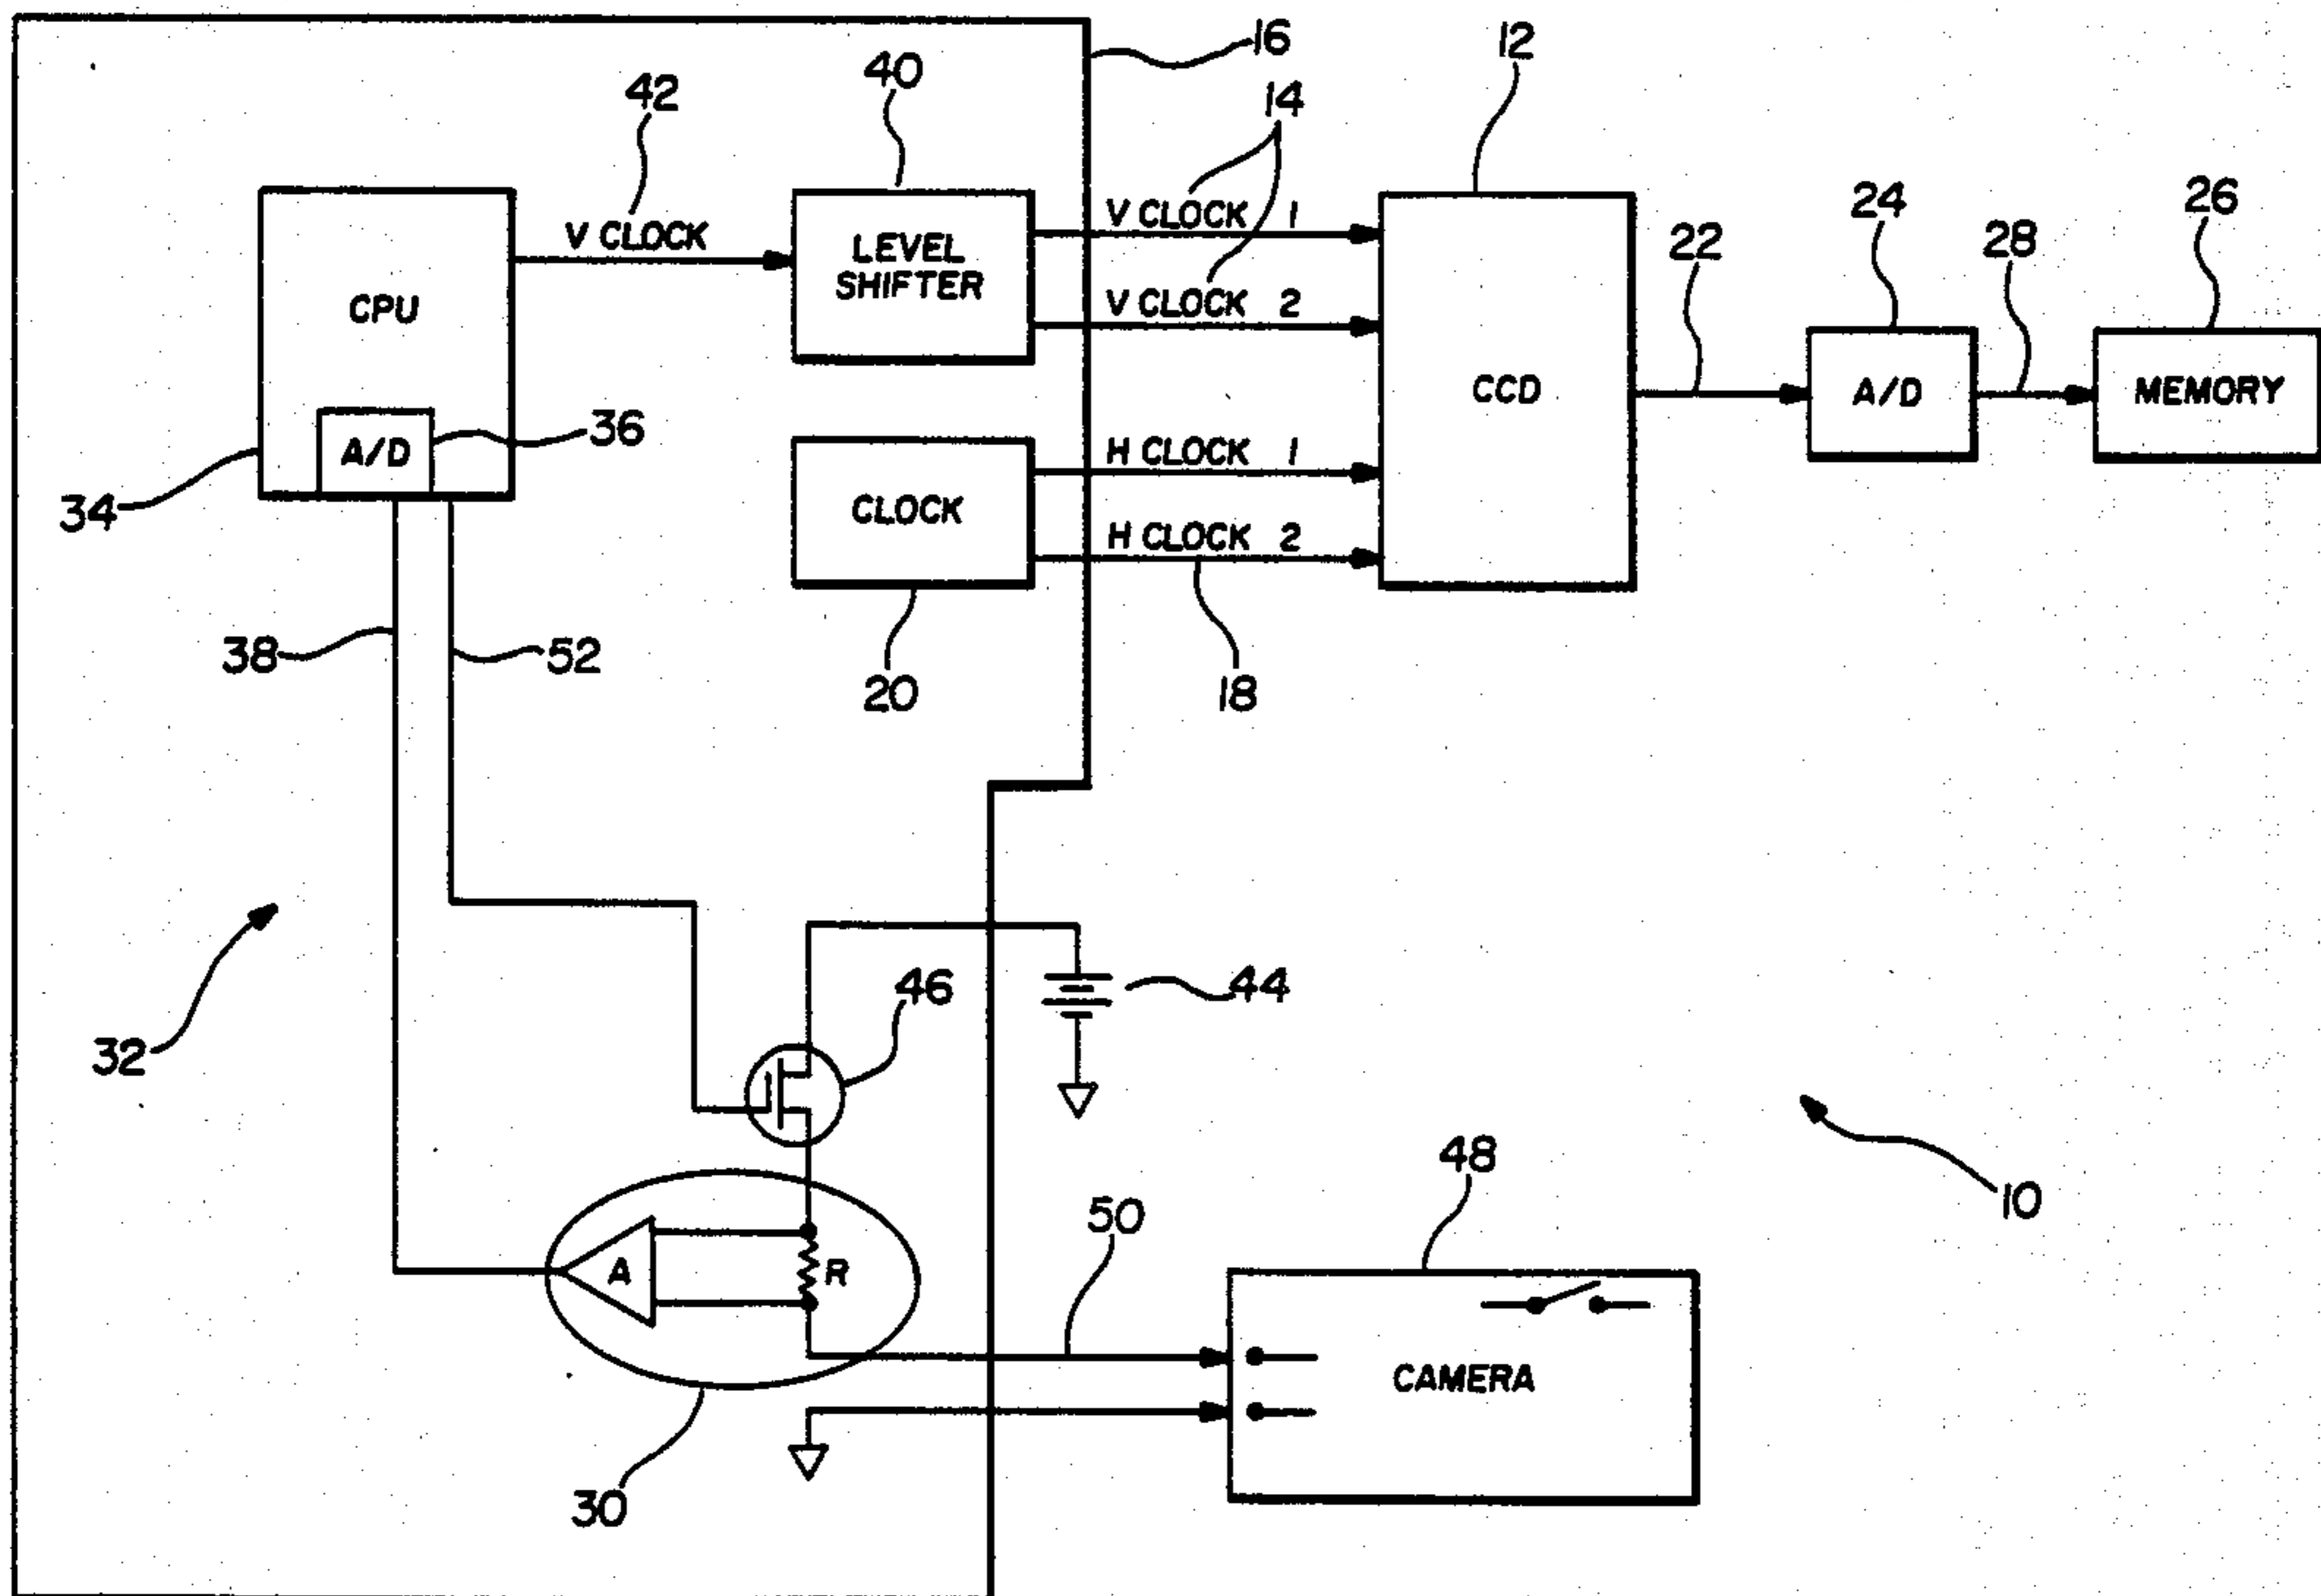 16
12
40
42
14
24
26
V CLOCK 1
22
28
V CLOCK
LEVEL
SHIFTER
CPU
V CLOCK 2
CCD
A/D
MEMORY
36
A/D
H CLOCK 1
34
CLOCK
H CLOCK 2
38
52
20
18
46
44
32
48
10
50
A
R
CAMERA
30